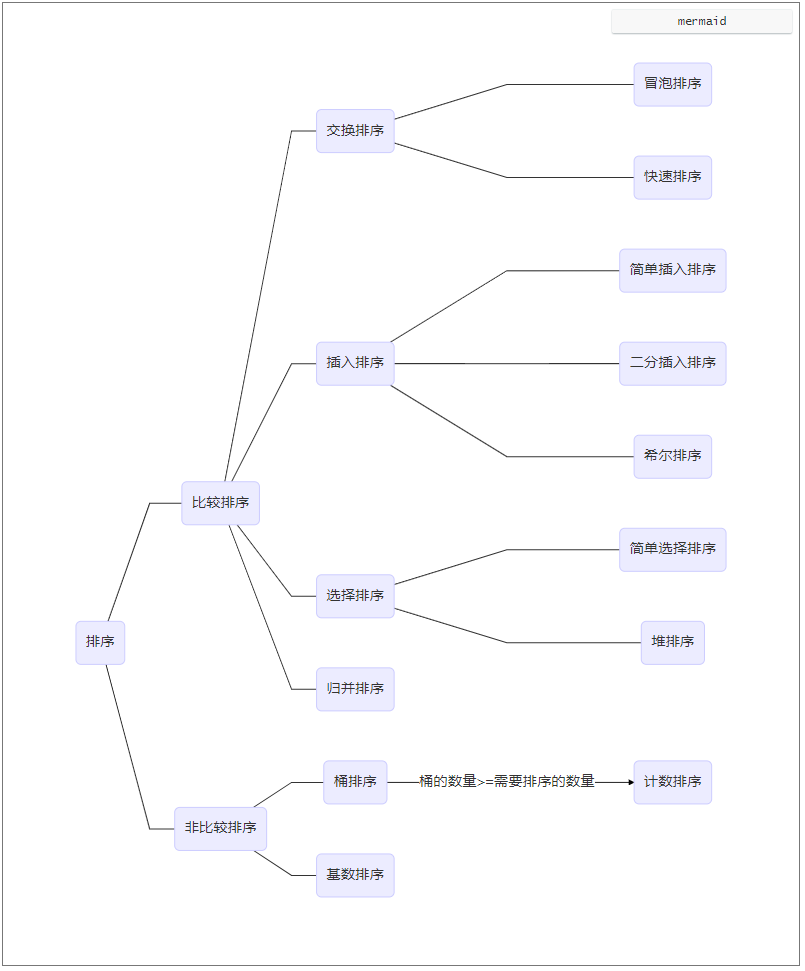 mermaid
冒泡排序
交换排序
快速排序
简单插入排序
插入排序
二分插入排序
希尔排序
比较排序
简单选择排序
选择排序
排序
堆排序
归并排序
桶排序
桶的数量>=需要排序的数量
计数排序
非比较排序
基数排序